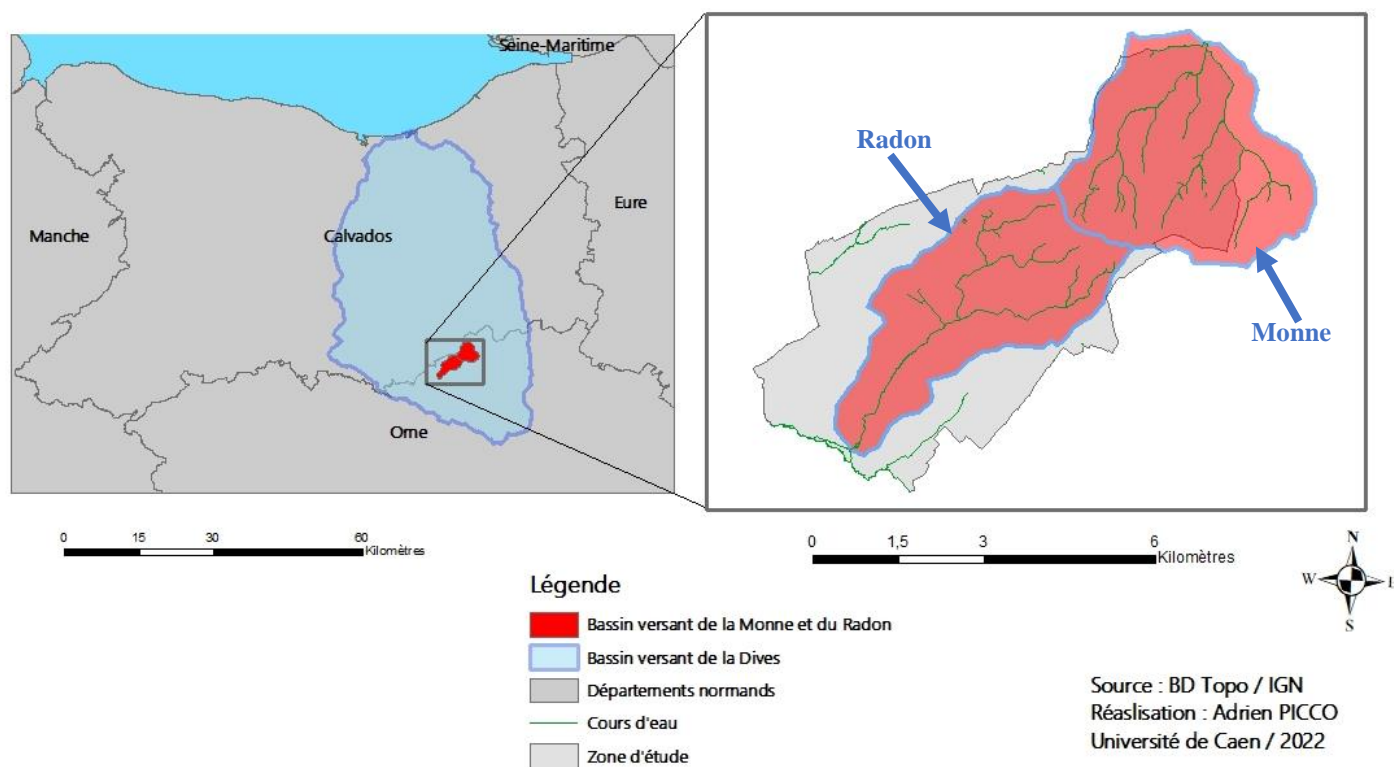 Seine-Maritime
Manche
Calvados
Eure
Orne
Radon
Monne
0 15 30 60
Kilomètres
0 1,5 3 6
Kilomètres
N
W E
S
Légende
Bassin versant de la Monne et du Radon
Bassin versant de la Dives
Départements normands
Cours d'eau
Zone d'étude
Source : BD Topo / IGN
Réaslisation : Adrien PICCO
Université de Caen / 2022